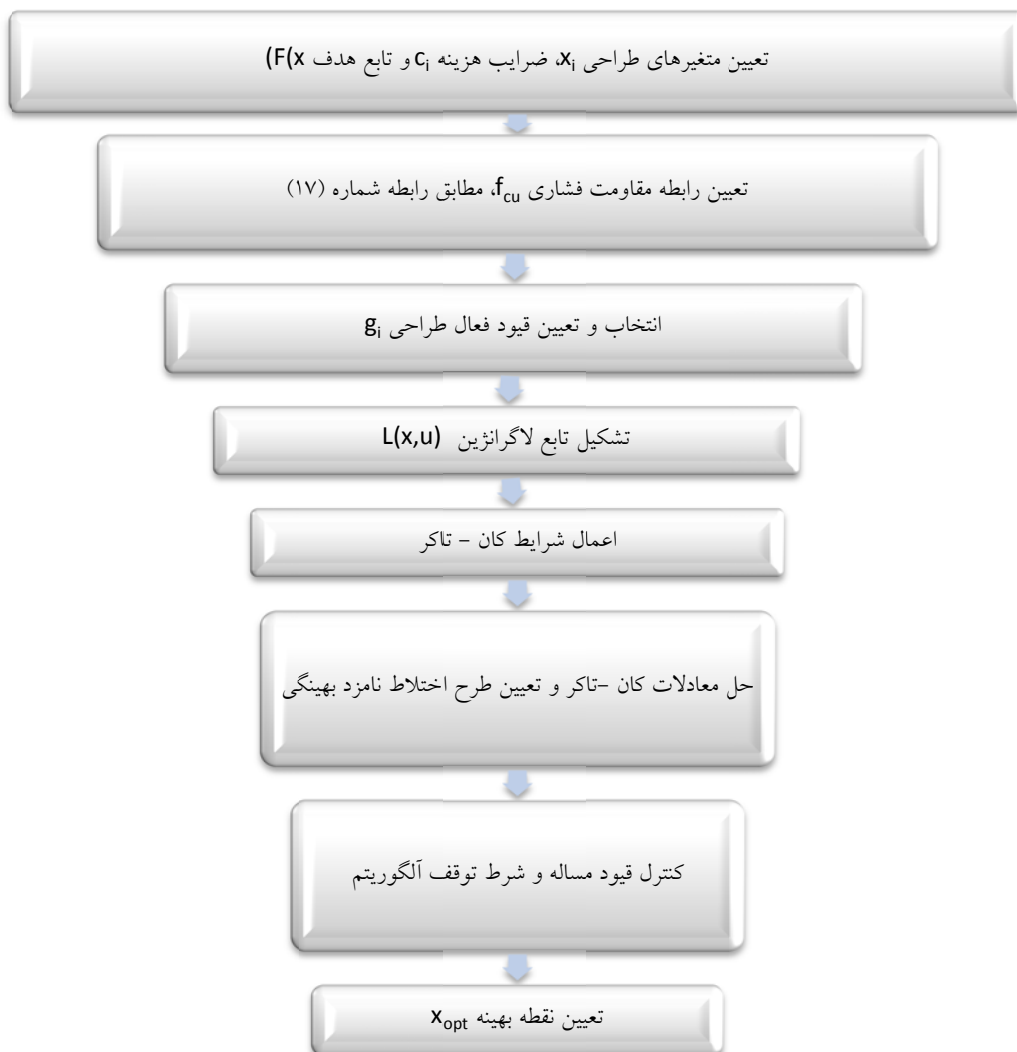 تعیین متغیرهای طراحی xi، ضرایب هزینه ci و تابع هدف F(x)
تعیین رابطه مقاومت فشاری fcu، مطابق رابطه شماره (۱۷)
انتخاب و تعیین قیود فعال طراحی gi
تشکیل تابع لاگرانژین L(x,u)
اعمال شرایط کان – تاکر
حل معادلات کان –تاکر و تعیین طرح اختلاط نامزد بهینگی
کنترل قیود مساله و شرط توقف آلگوریتم
تعیین نقطه بهینه xopt